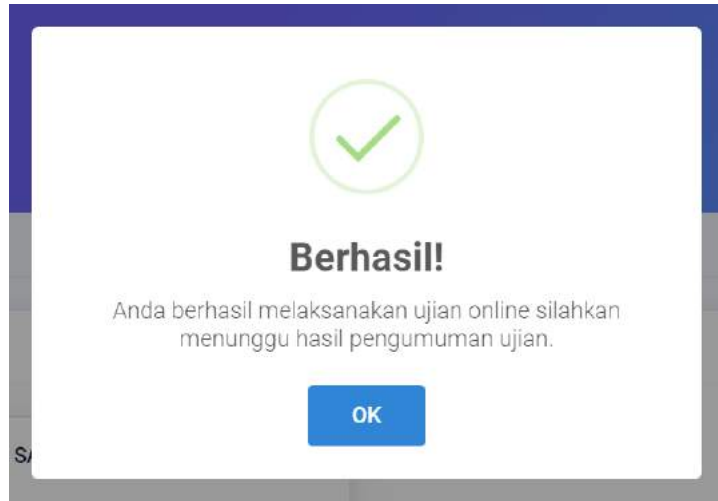 Berhasil!
Anda berhasil melaksanakan ujian online silahkan
menunggu hasil pengumuman ujian.
OK